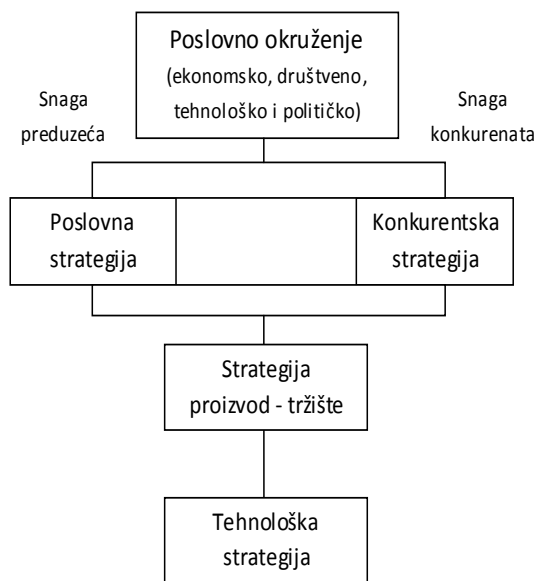 Poslovno okruženje
(ekonomsko, društveno,
tehnološko i političko)
Snaga
preduzeća
Snaga
konkurenata
Poslovna
strategija
Konkurentska
strategija
Strategija
proizvod - tržište
Tehnološka
strategija